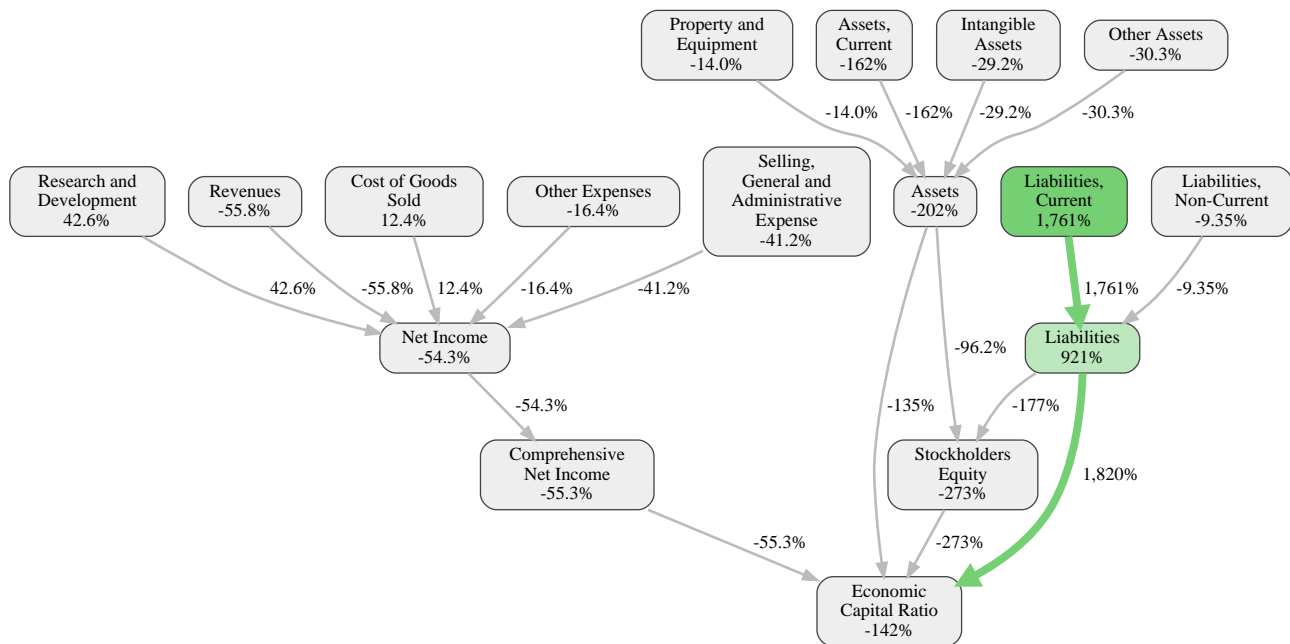 Property and
Equipment
-14.0%
Assets,
Current
-162%
Intangible
Assets
-29.2%
Other Assets
-30.3%
-14.0%
-162%
-29.2%
-30.3%
Research and
Development
42.6%
Revenues
-55.8%
Cost of Goods
Sold
12.4%
Other Expenses
-16.4%
Selling,
General and
Administrative
Expense
-41.2%
Assets
-202%
Liabilities,
Current
1,761%
Liabilities,
Non-Current
-9.35%
42.6%
-55.8%
12.4%
-16.4%
-41.2%
1,761%
-9.35%
Net Income
-54.3%
-96.2%
Liabilities
921%
-54.3%
-135%
-177%
Comprehensive
Net Income
-55.3%
Stockholders
Equity
-273%
1,820%
-55.3%
-273%
Economic
Capital Ratio
-142%